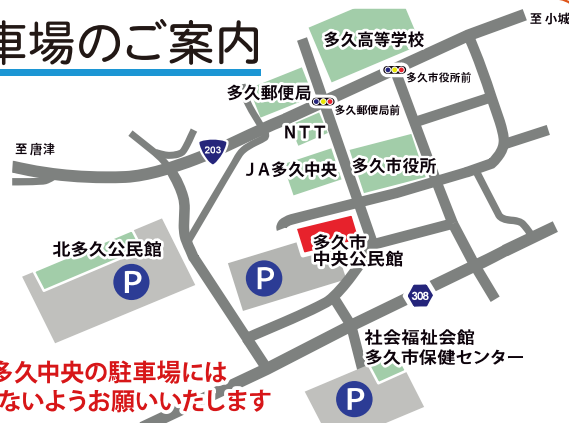 車場のご案内
至 小城
多久高等学校
多久市役所前
多久郵便局
多久郵便局前
NTT
至 唐津
203
JA多久中央
多久市役所
北多久公民館
P
多久市
中央公民館
P
308
社会福祉会館
多久市保健センター
P
多久中央の駐車場には
ないようお願いいたします